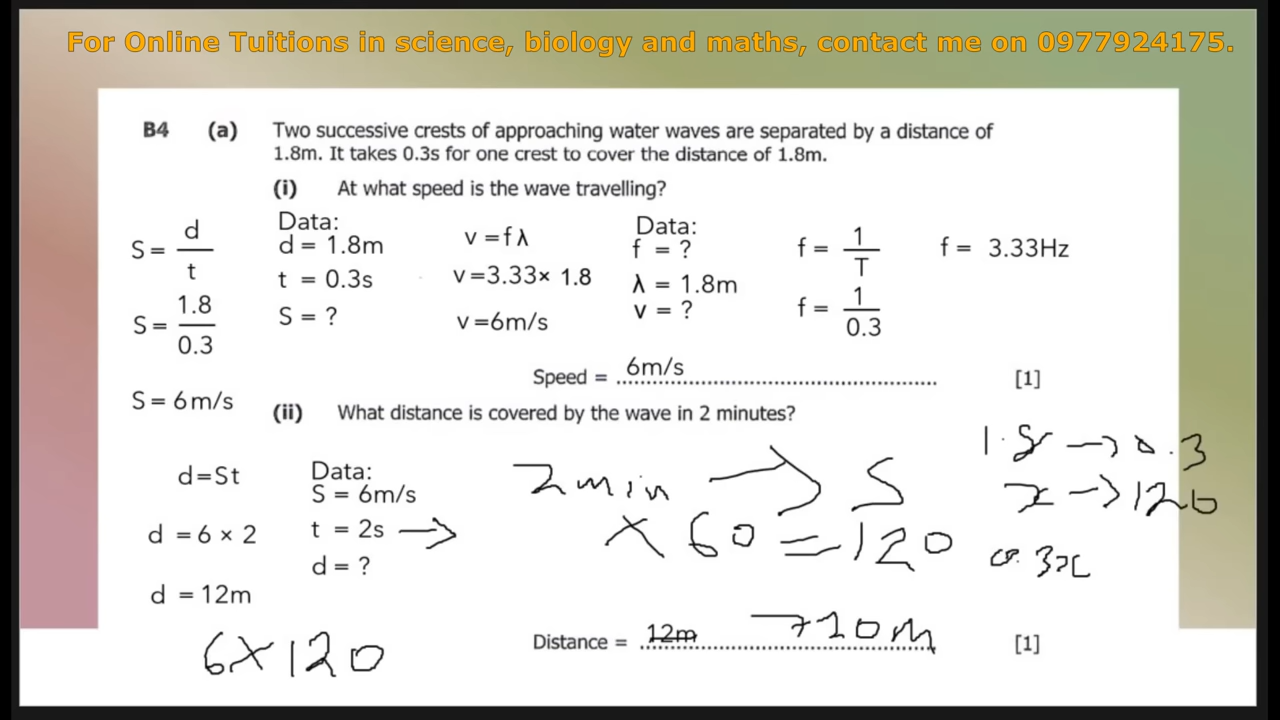 For Online Tuitions in science, biology and maths, contact me on 0977924175.
B4 (a) Two successive crests of approaching water waves are separated by a distance of
1.8m. It takes 0.3s for one crest to cover the distance of 1.8m.
(i) At what speed is the wave travelling?
S = d/t
S = 1.8/0.3
S = 6m/s
Data:
d = 1.8m
t = 0.3s
S = ?
v =fλ
v =3.33× 1.8
v =6m/s
Data:
f = ?
λ = 1.8m
v = ?
f = 1/T
f = 1/0.3
f = 3.33Hz
Speed = 6m/s [1]
(ii) What distance is covered by the wave in 2 minutes?
d=St
d = 6 × 2
d = 12m
6×120
Data:
S = 6m/s
t = 2s →
d = ?
2min → S
× 60 = 120
1.8 → 0.3
x → 120
0.3x
Distance = 12m 720m [1]